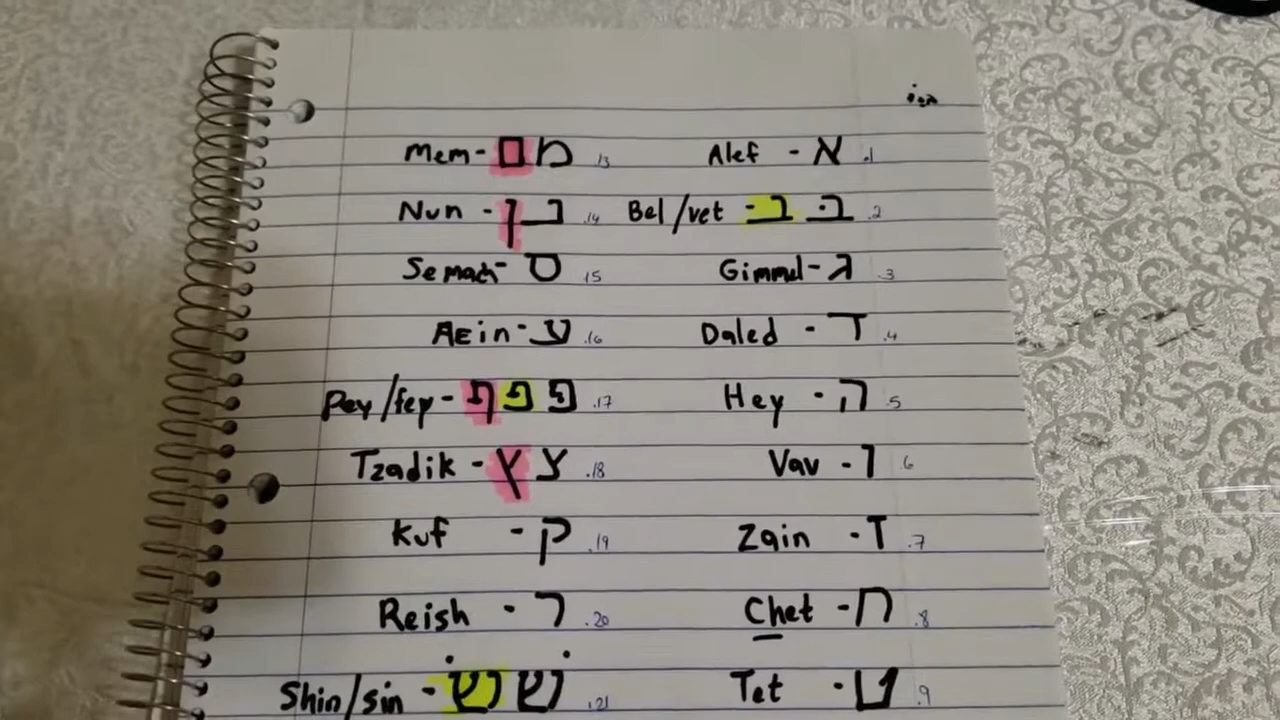 Alef - א .1
Bet/vet - בּ ב .2
Gimmel - ג .3
Daled - ד .4
Hey - ה .5
Vav - ו .6
Zain - ז .7
Chet - ח .8
Tet - ט .9
Mem - מ ם .13
Nun - נ ן .14
Semach - ס .15
AEin - ע .16
Pey/fey - פּ פ ף .17
Tzadik - צ ץ .18
Kuf - ק .19
Reish - ר .20
Shin/sin - שׁ שׂ .21